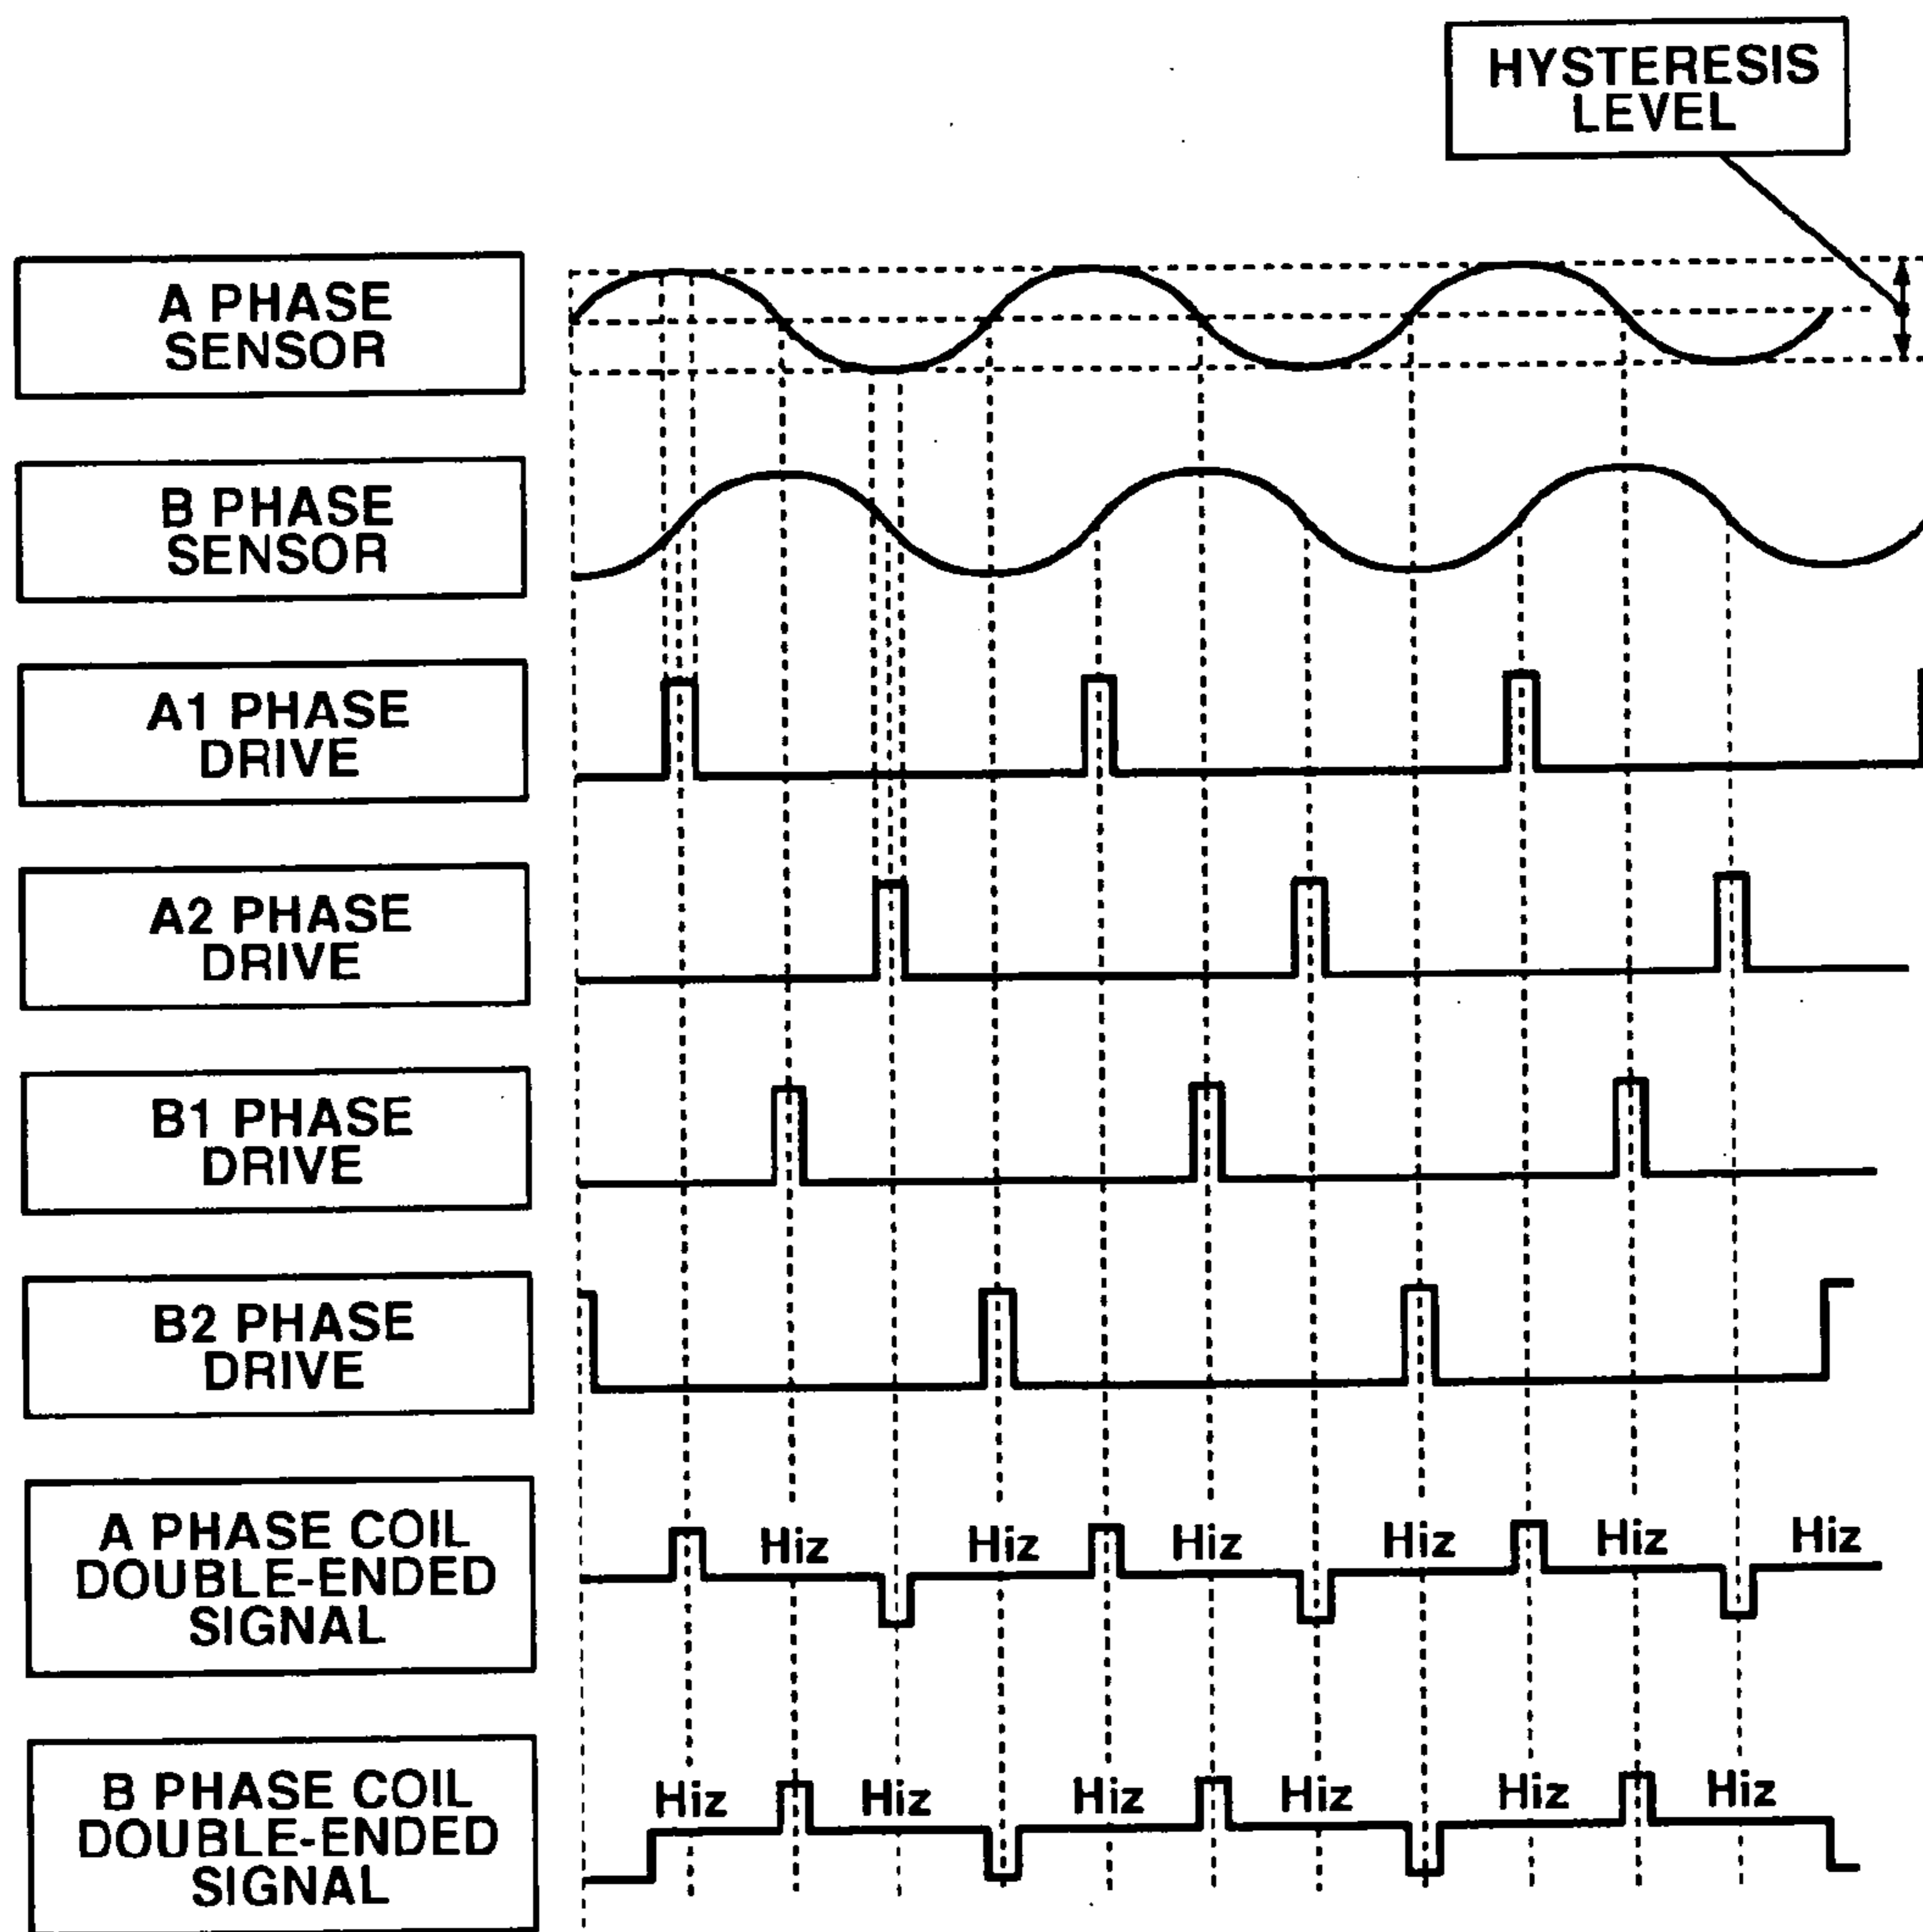 HYSTERESIS
LEVEL
A PHASE
SENSOR
B PHASE
SENSOR
A1 PHASE
DRIVE
A2 PHASE
DRIVE
B1 PHASE
DRIVE
B2 PHASE
DRIVE
A PHASE COIL
DOUBLE-ENDED
SIGNAL
Hiz Hiz Hiz Hiz Hiz Hiz
B PHASE COIL
DOUBLE-ENDED
SIGNAL
Hiz Hiz Hiz Hiz Hiz Hiz